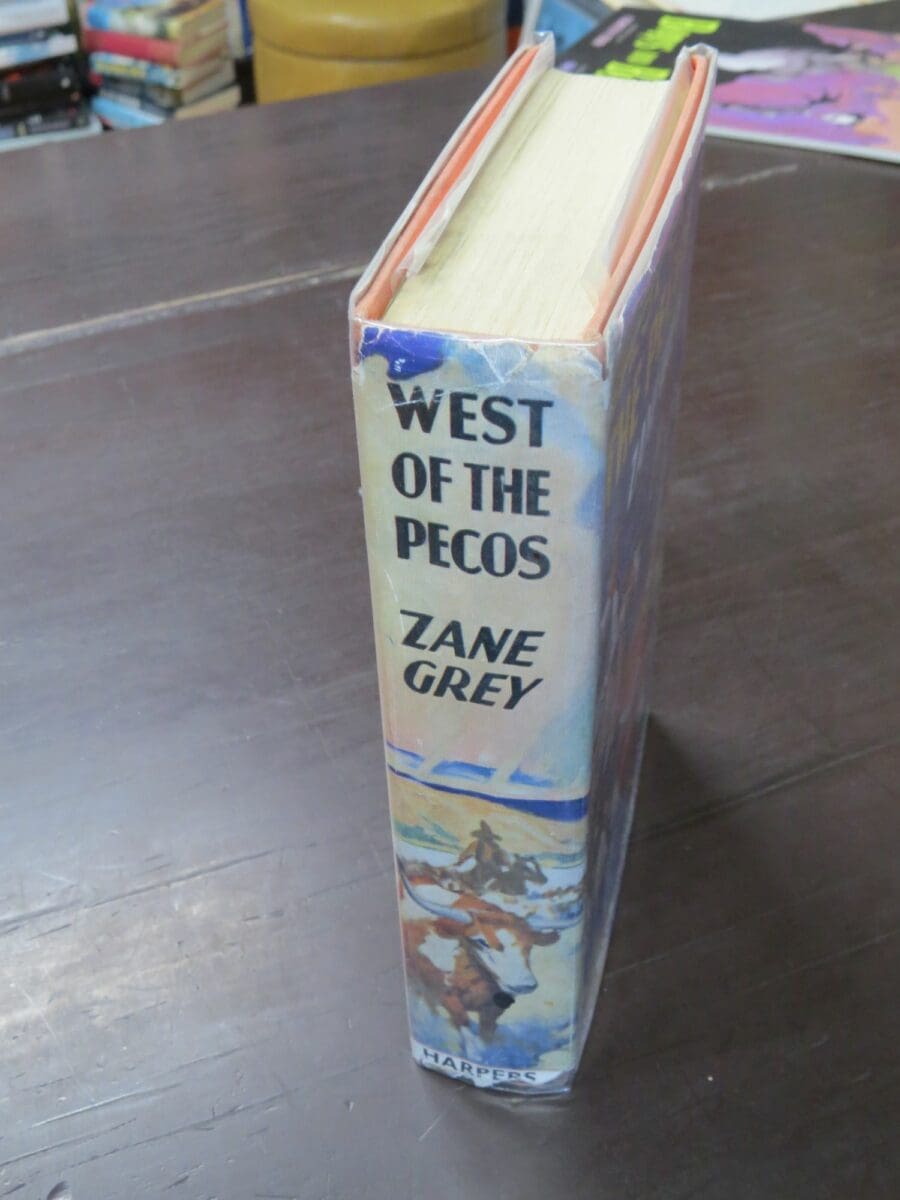 WEST
OF THE
PECOS
ZANE
GREY
HARPERS